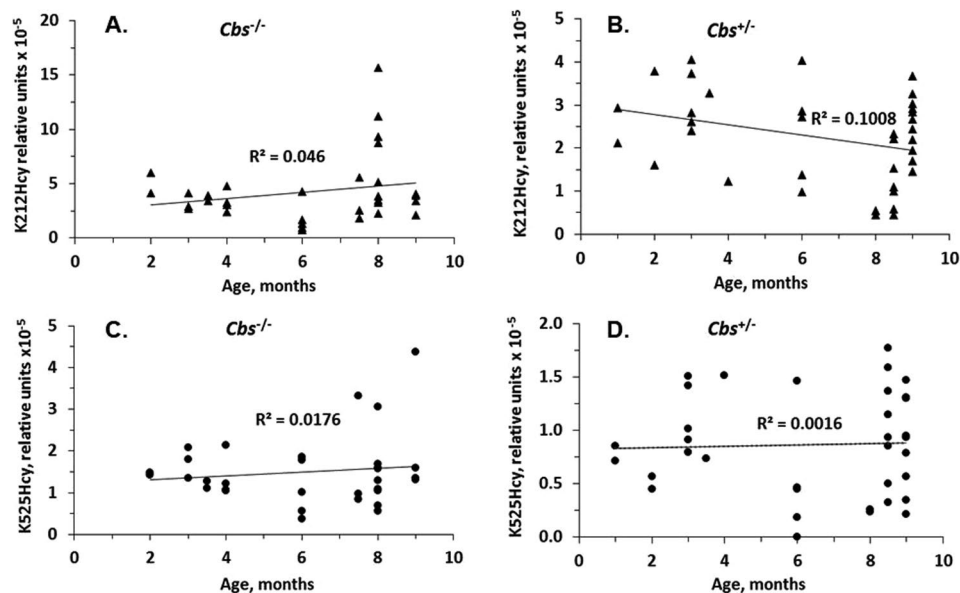 A.
Cbs-/-
K212Hcy, relative units x 10-5
20
15
10
5
0
R² = 0.046
0 2 4 6 8 10
Age, months
B.
Cbs+/-
K212Hcy, relative units x 10-5
5
4
3
2
1
0
R² = 0.1008
0 2 4 6 8 10
Age, months
C.
Cbs-/-
K525Hcy, relative units x10-5
5
4
3
2
1
0
R² = 0.0176
0 2 4 6 8 10
Age, months
D.
Cbs+/-
K525Hcy, relative units x 10-5
2.0
1.5
1.0
0.5
0.0
R² = 0.0016
0 2 4 6 8 10
Age, months